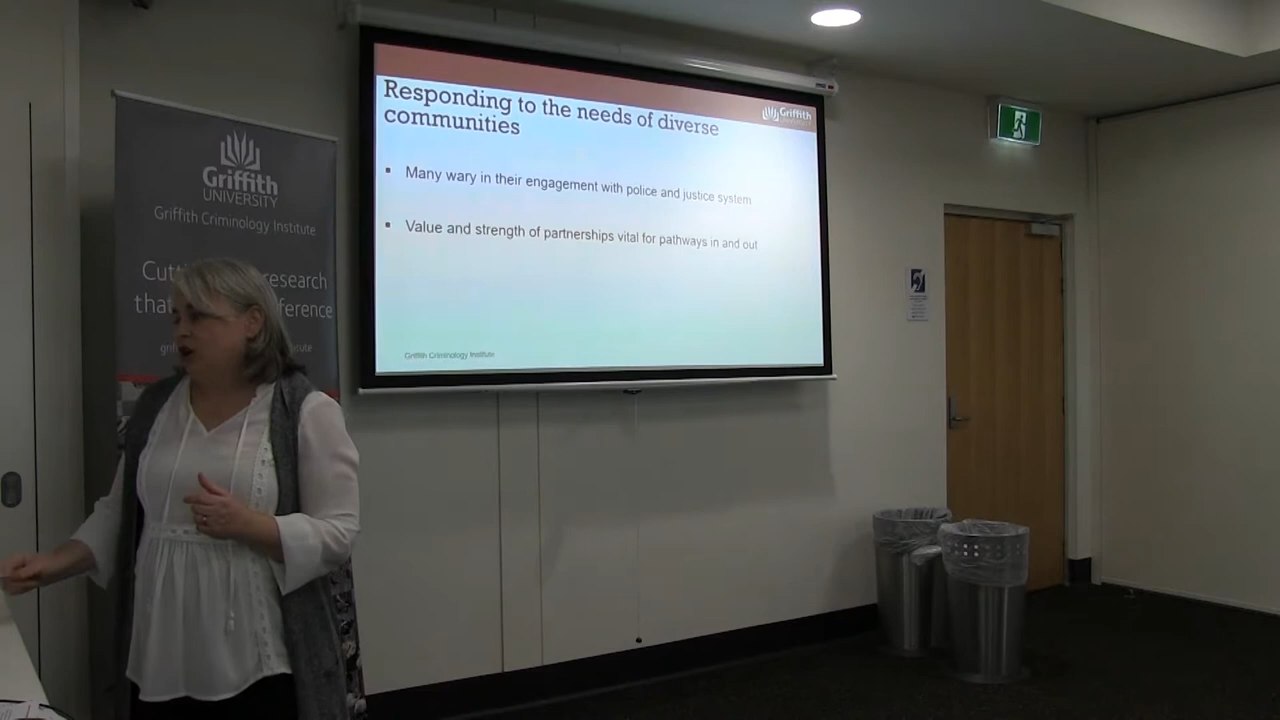 Responding to the needs of diverse
communities
Griffith
UNIVERSITY
Many wary in their engagement with police and justice system
Value and strength of partnerships vital for pathways in and out
Griffith Criminology Institute
Griffith
UNIVERSITY
Griffith Criminology Institute
research